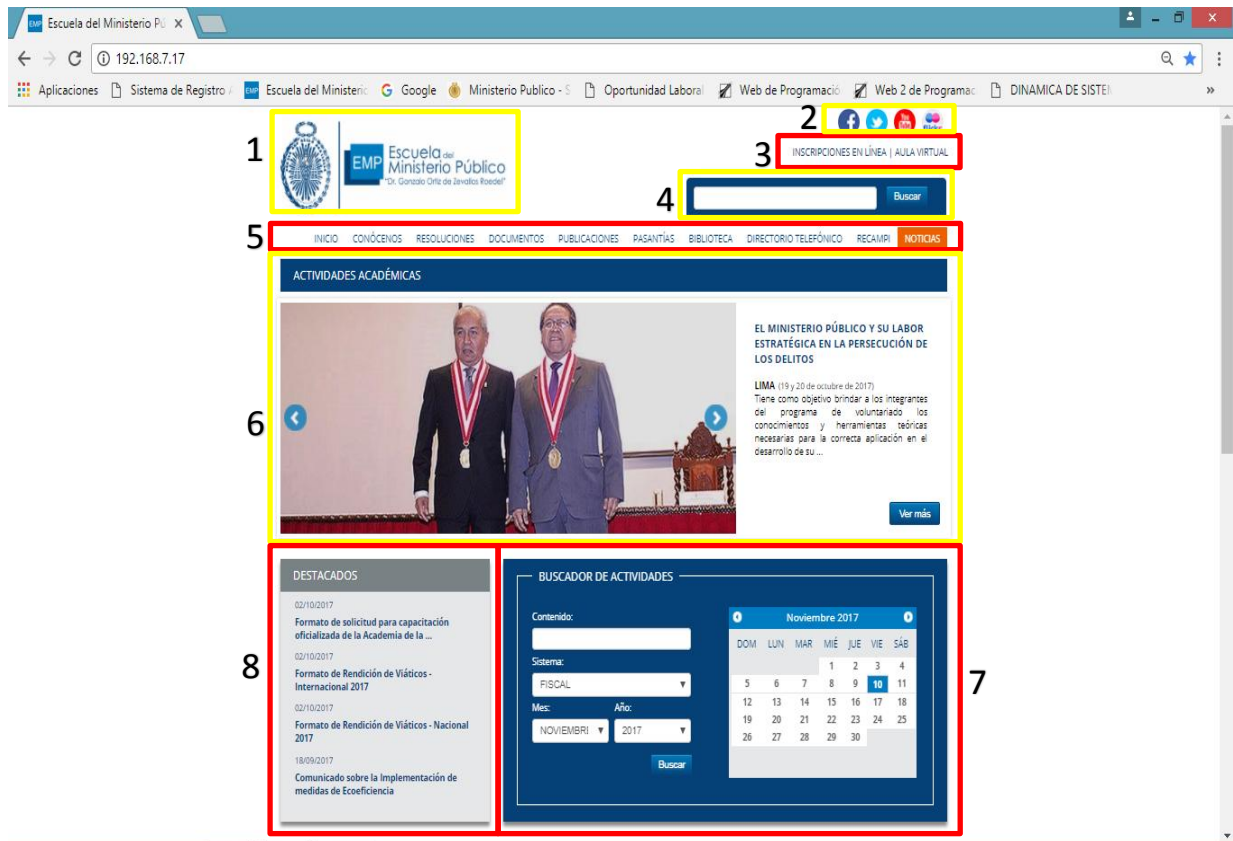 EMP Escuela del Ministerio Pú
192.168.7.17
Aplicaciones Sistema de Registro EMP Escuela del Ministeric G Google Ministerio Publico - S Oportunidad Laboral Web de Programació Web 2 de Programac DINAMICA DE SISTE »
1
EMP
Escuela del
Ministerio Público
"Dr. Gonzalo Ortiz de Zevallos Roedel"
2
You Tube
flickr
3
INSCRIPCIONES EN LÍNEA | AULA VIRTUAL
4
Buscar
5
INICIO CONÓCENOS RESOLUCIONES DOCUMENTOS PUBLICACIONES PASANTÍAS BIBLIOTECA DIRECTORIO TELEFÓNICO RECAMPI NOTICIAS
6
ACTIVIDADES ACADÉMICAS
EL MINISTERIO PÚBLICO Y SU LABOR
ESTRATÉGICA EN LA PERSECUCIÓN DE
LOS DELITOS
LIMA (19 y 20 de octubre de 2017)
Tiene como objetivo brindar a los integrantes
del programa de voluntariado los
conocimientos y herramientas teóricas
necesarias para la correcta aplicación en el
desarrollo de su ...
Ver más
8
DESTACADOS
02/10/2017
Formato de solicitud para capacitación
oficializada de la Academia de la ...
02/10/2017
Formato de Rendición de Viáticos -
Internacional 2017
02/10/2017
Formato de Rendición de Viáticos - Nacional
2017
18/09/2017
Comunicado sobre la Implementación de
medidas de Ecoeficiencia
7
BUSCADOR DE ACTIVIDADES
Contenido:
Sistema:
FISCAL
Mes: Año:
NOVIEMBRI 2017
Buscar
Noviembre 2017
DOM LUN MAR MIÉ JUE VIE SÁB
1 2 3 4
5 6 7 8 9 10 11
12 13 14 15 16 17 18
19 20 21 22 23 24 25
26 27 28 29 30